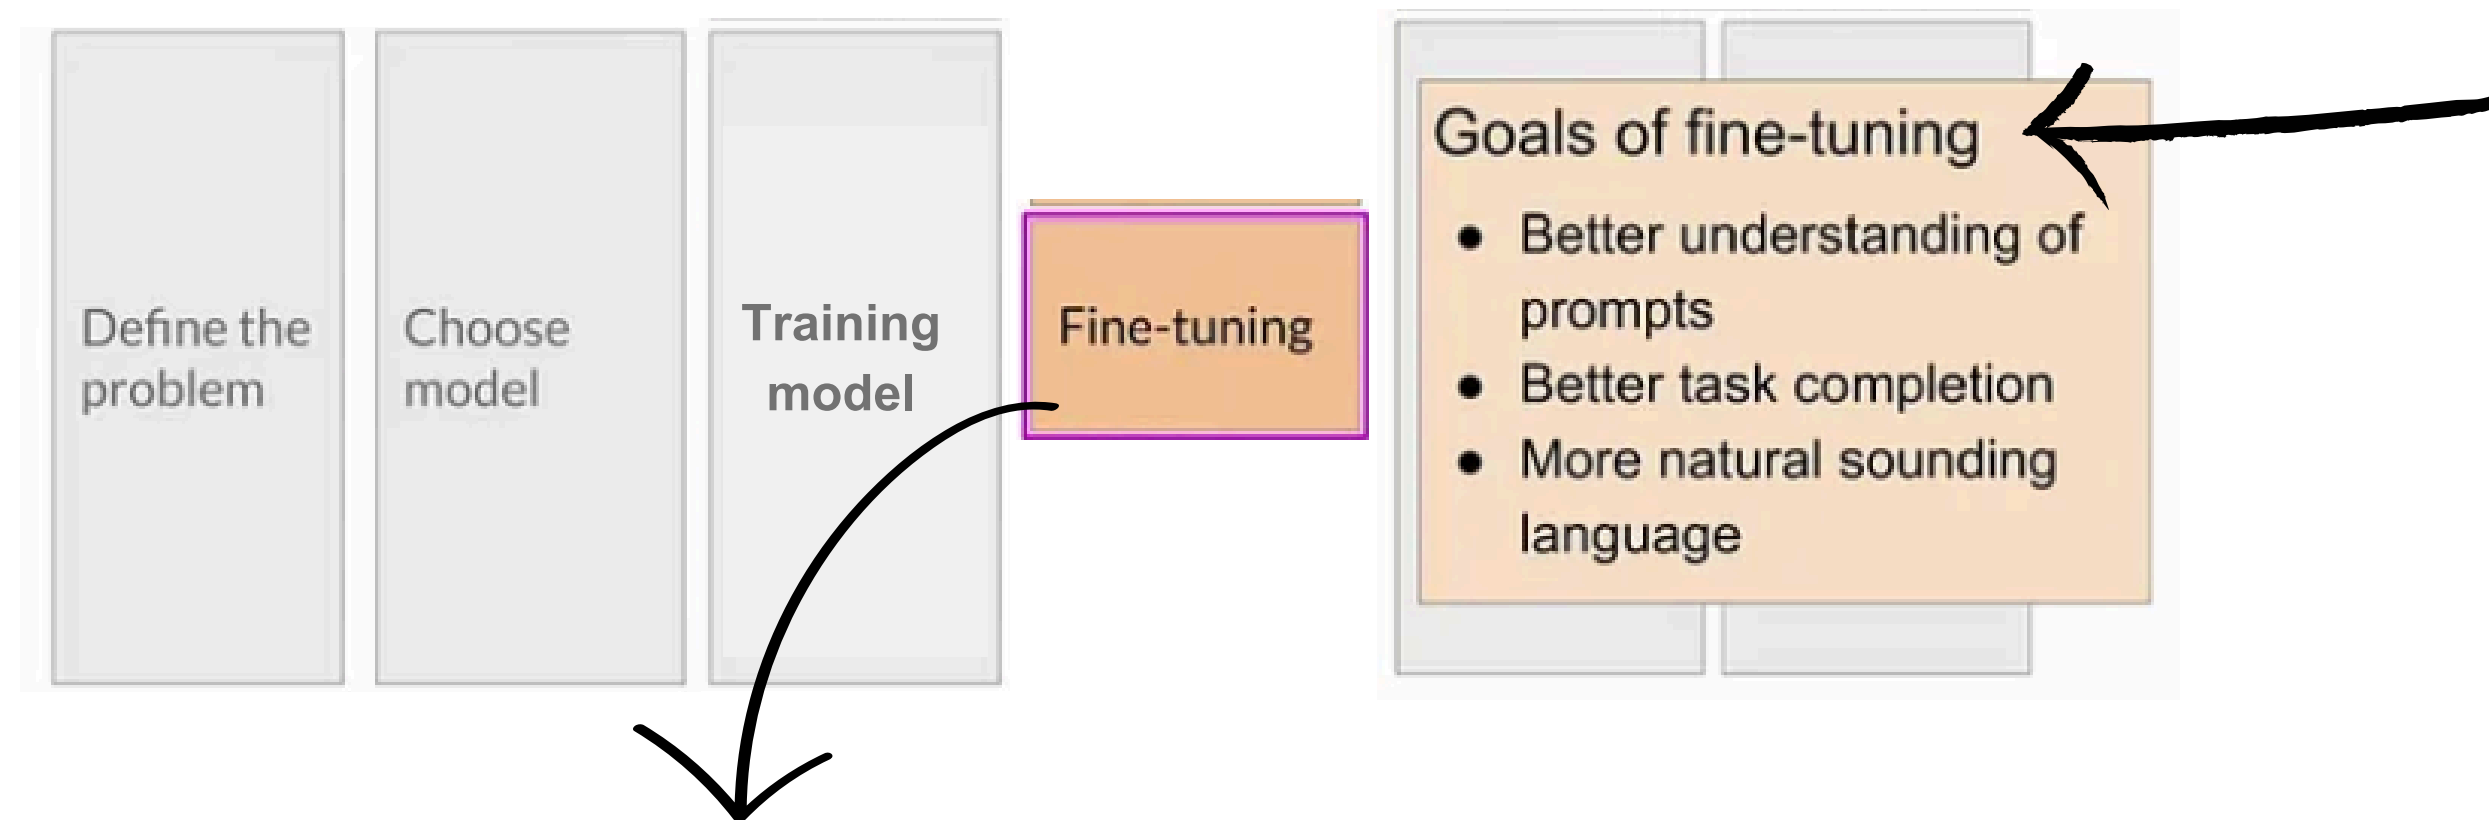 Define the
problem
Choose
model
Training
model
Fine-tuning
Goals of fine-tuning
● Better understanding of
prompts
● Better task completion
● More natural sounding
language